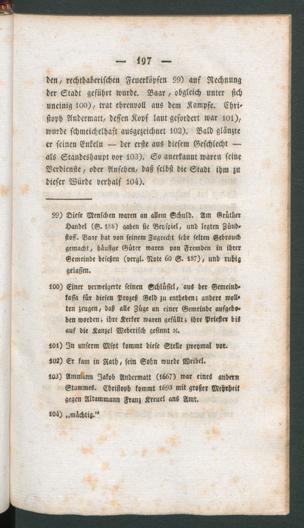 — 197 —
den, rechthaberischen Feuerköpfen 99) auf Rechnung
der Stadt geführt wurde. Baar, obgleich unter sich
uneinig 100), trat ehrenvoll aus dem Kampfe. Chri-
stoph Andermatt, dessen Kopf laut gefordert war 101),
wurde schmeichelhaft ausgezeichnet 102). Bald glänzte
er seinen Enkeln — der erste aus diesem Geschlecht —
als Standeshaupt vor 103). So anerkannt waren seine
Verdienste, oder Ansehen, daß selbst die Stadt ihm zu
dieser Würde verhalf 104).
99) Diese Menschen waren an allem Schuld. Am Grüther
Handel (S. 185) gaben sie Beyspiel, und legten Zünd-
stoff. Baar hat von seinem Zugrecht sehr selten Gebrauch
gemacht, häufige Güter waren von Fremden in ihrer
Gemeinde besessen (vergl. Note 60 S. 187), und ruhig
gelassen.
100) Einer verweigerte seinen Schlüssel, aus der Gemeind-
kassa für diesen Prozeß Geld zu entheben; andere woll-
ten zeugen, daß alle Züge an einer Gemeinde aufgeho-
ben worden; ihre Kerker waren gefüllt; ihre Priester bis
auf die Kanzel Weberisch gesinnt ꝛc.
101) In unserm Mspt kommt diese Stelle zweymal vor.
102) Er kam in Rath, sein Sohn wurde Weibel.
103) Ammann Jakob Andermatt (1667) war eines andern
Stammes. Christoph kommt 1693 mit großer Mehrheit
gegen Altammann Franz Kreuel ans Amt.
104) „mächtig.“